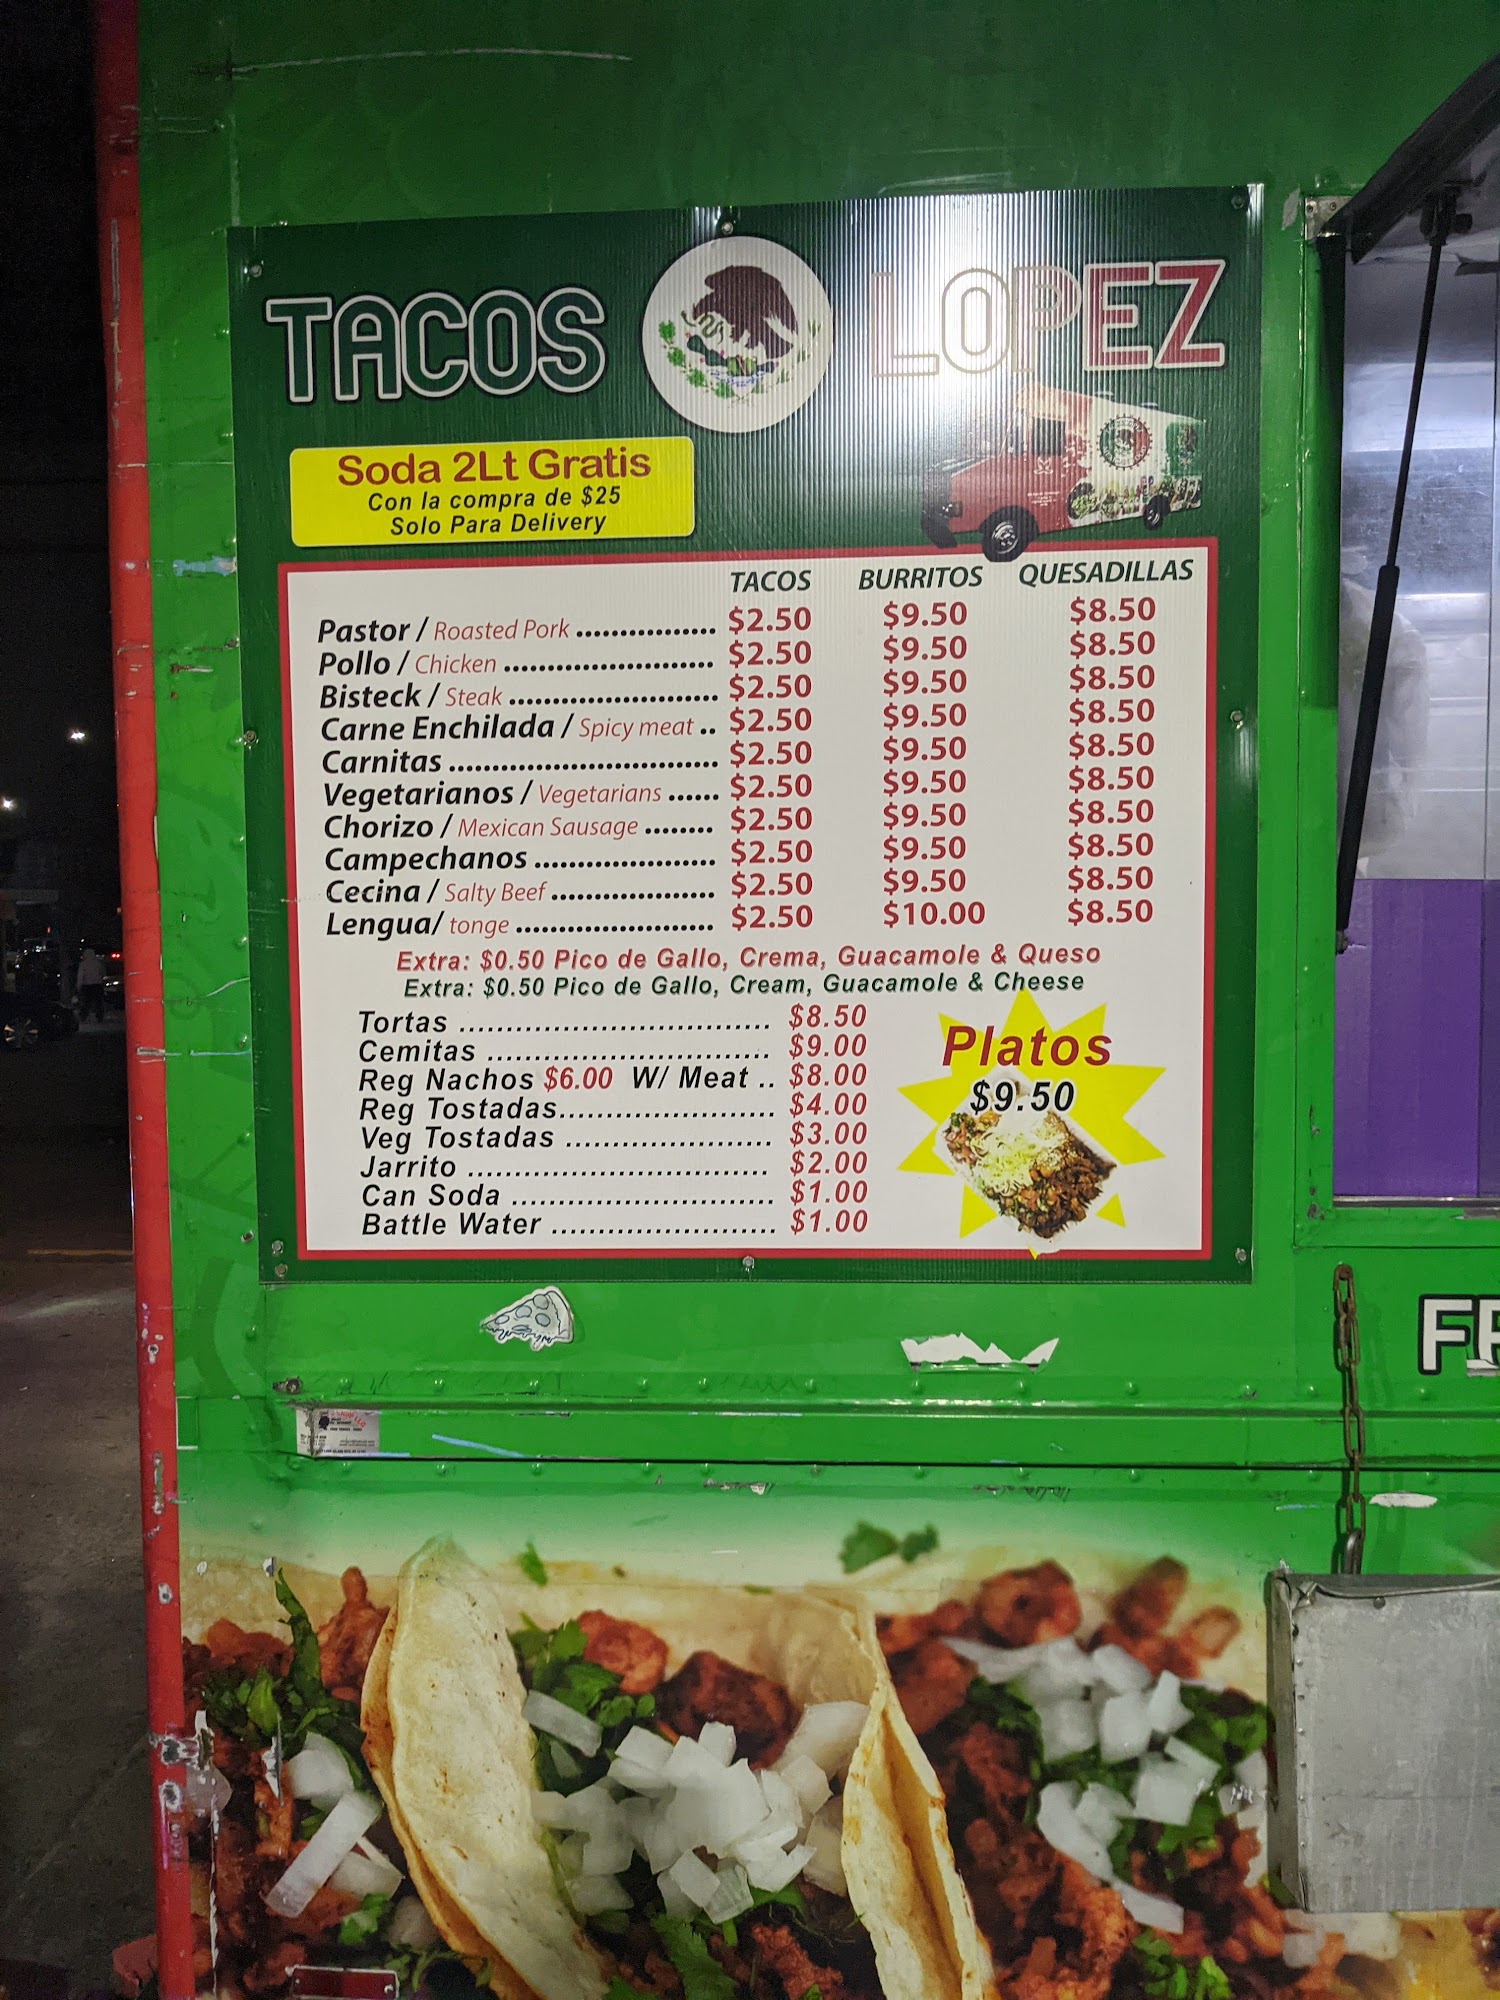 TACOS LOPEZ
Soda 2Lt Gratis
Con la compra de $25
Solo Para Delivery
TACOS BURRITOS QUESADILLAS
Pastor / Roasted Pork ................ $2.50 $9.50 $8.50
Pollo / Chicken ........................ $2.50 $9.50 $8.50
Bisteck / Steak ........................ $2.50 $9.50 $8.50
Carne Enchilada / Spicy meat .. $2.50 $9.50 $8.50
Carnitas ............................... $2.50 $9.50 $8.50
Vegetarianos / Vegetarians ...... $2.50 $9.50 $8.50
Chorizo / Mexican Sausage ........ $2.50 $9.50 $8.50
Campechanos ..................... $2.50 $9.50 $8.50
Cecina / Salty Beef ................... $2.50 $9.50 $8.50
Lengua/ tonge ....................... $2.50 $10.00 $8.50
Extra: $0.50 Pico de Gallo, Crema, Guacamole & Queso
Extra: $0.50 Pico de Gallo, Cream, Guacamole & Cheese
Tortas ................................. $8.50
Cemitas .............................. $9.00
Reg Nachos $6.00 W/ Meat .. $8.00
Reg Tostadas....................... $4.00
Veg Tostadas ...................... $3.00
Jarrito ................................ $2.00
Can Soda ............................ $1.00
Battle Water ........................ $1.00
Platos
$9.50